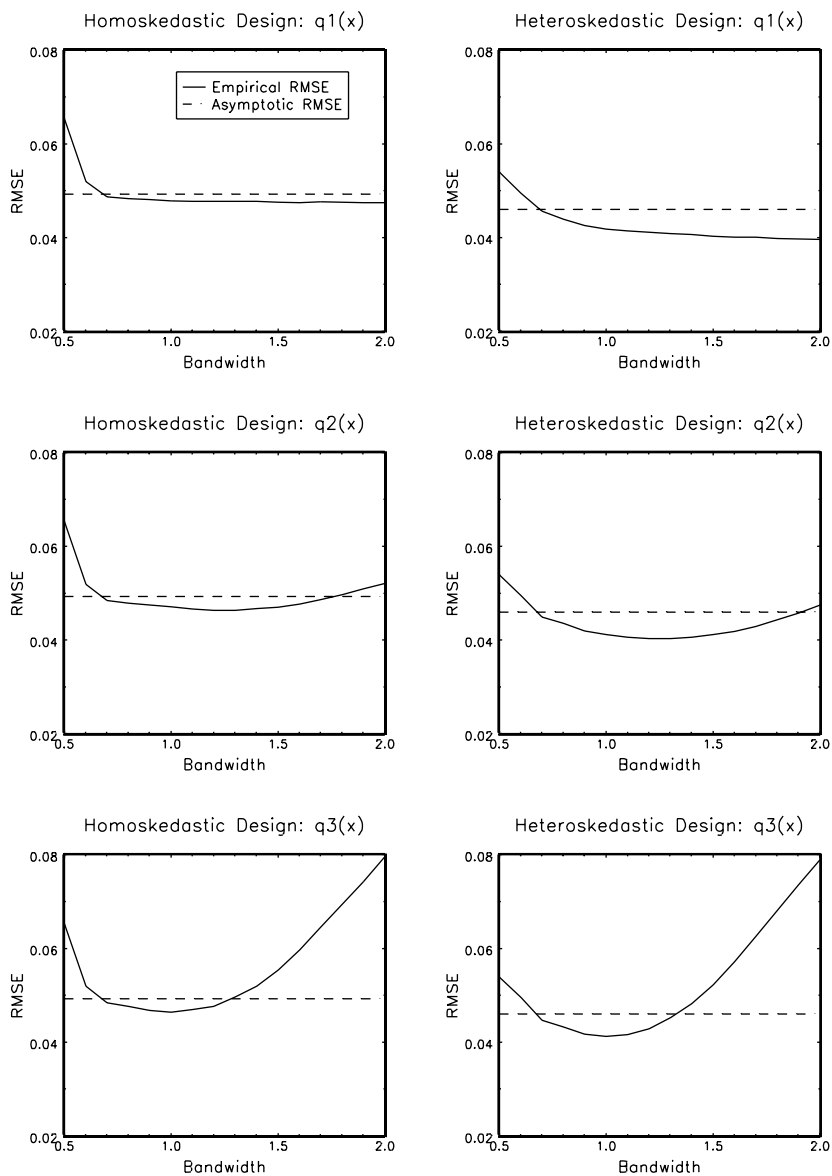 Homoskedastic Design: q1(x)
0.08
0.06
0.04
0.02
RMSE
Empirical RMSE
Asymptotic RMSE
0.5 1.0 1.5 2.0
Bandwidth
Heteroskedastic Design: q1(x)
0.08
0.06
0.04
0.02
RMSE
0.5 1.0 1.5 2.0
Bandwidth
Homoskedastic Design: q2(x)
0.08
0.06
0.04
0.02
RMSE
0.5 1.0 1.5 2.0
Bandwidth
Heteroskedastic Design: q2(x)
0.08
0.06
0.04
0.02
RMSE
0.5 1.0 1.5 2.0
Bandwidth
Homoskedastic Design: q3(x)
0.08
0.06
0.04
0.02
RMSE
0.5 1.0 1.5 2.0
Bandwidth
Heteroskedastic Design: q3(x)
0.08
0.06
0.04
0.02
RMSE
0.5 1.0 1.5 2.0
Bandwidth